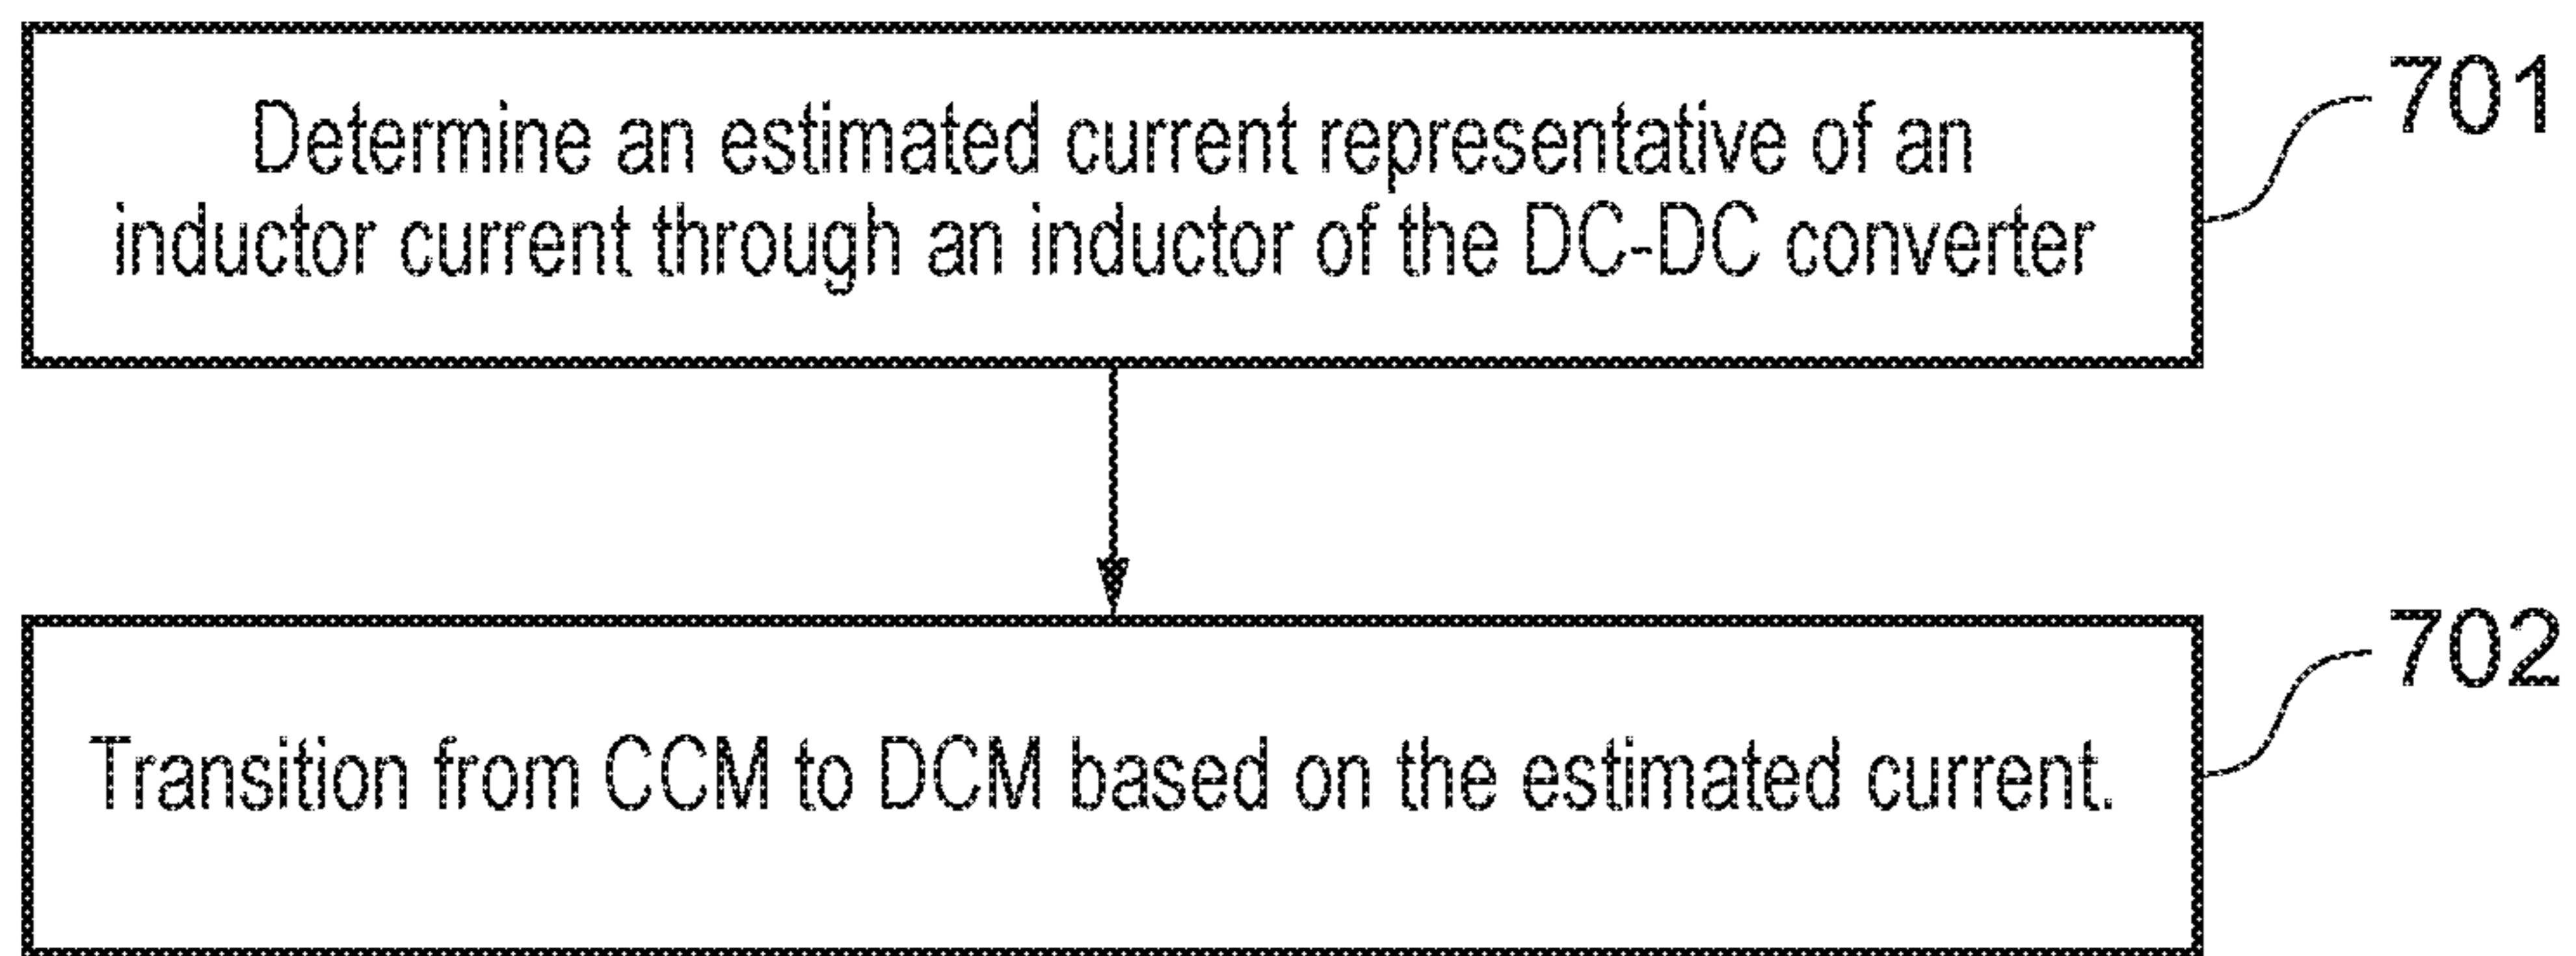 Determine an estimated current representative of an
inductor current through an inductor of the DC-DC converter
701
Transition from CCM to DCM based on the estimated current.
702